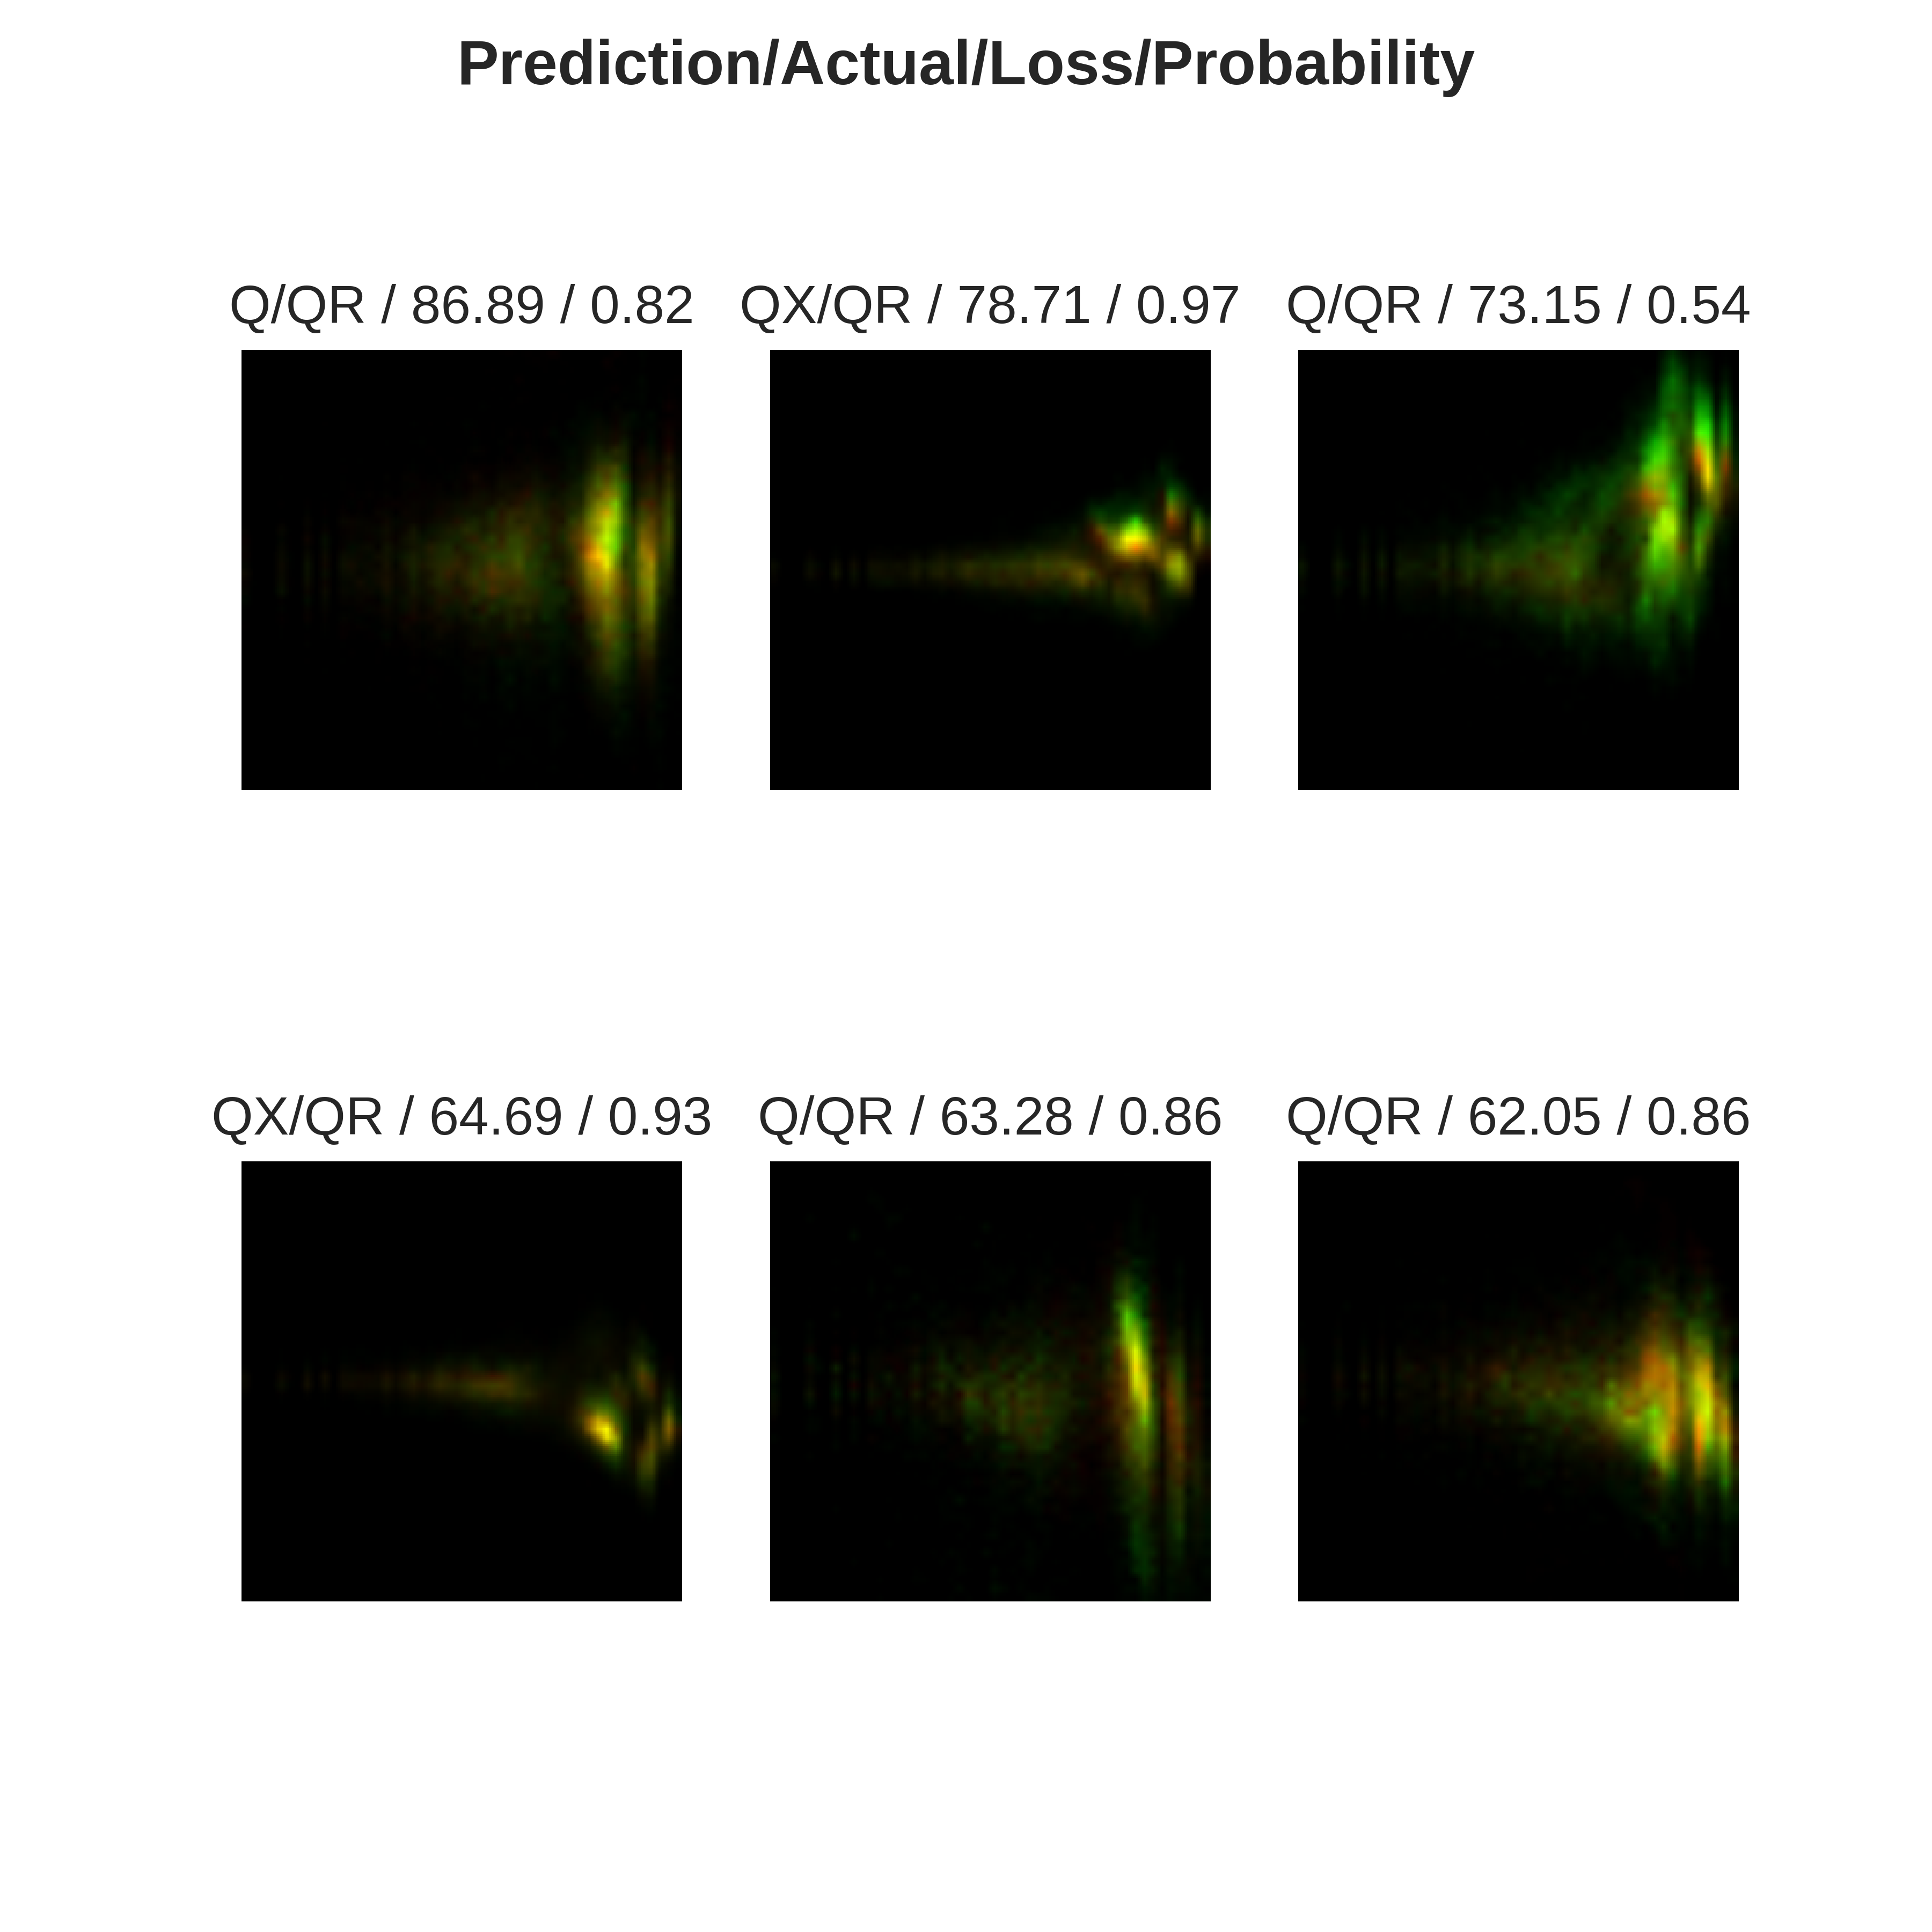 Prediction/Actual/Loss/Probability
Q/QR / 86.89 / 0.82
QX/QR / 78.71 / 0.97
Q/QR / 73.15 / 0.54
QX/QR / 64.69 / 0.93
Q/QR / 63.28 / 0.86
Q/QR / 62.05 / 0.86